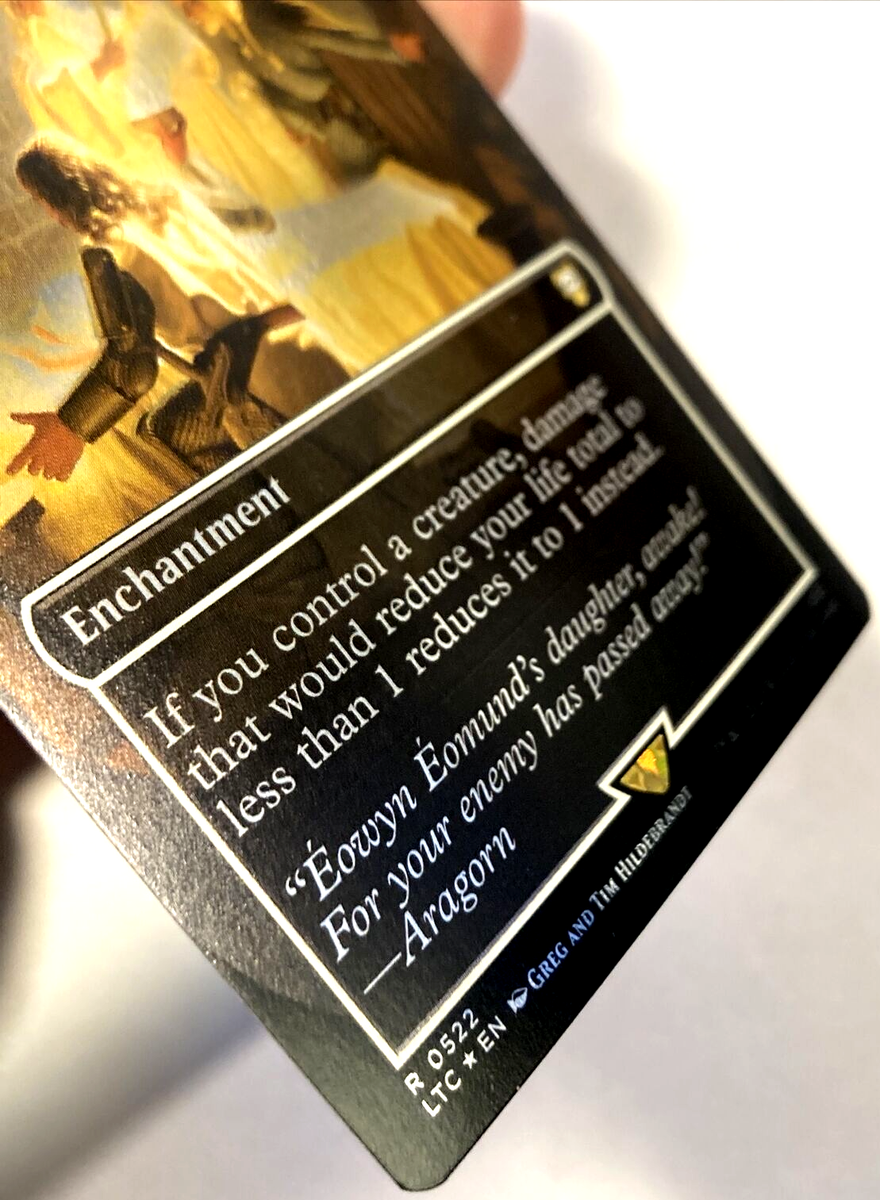 Enchantment
If you control a creature, damage
that would reduce your life total to
less than 1 reduces it to 1 instead.
“Éowyn Éomund's daughter, awake!
For your enemy has passed away!”
—Aragorn
R 0522
LTC ★ EN GREG AND TIM HILDEBRANDT